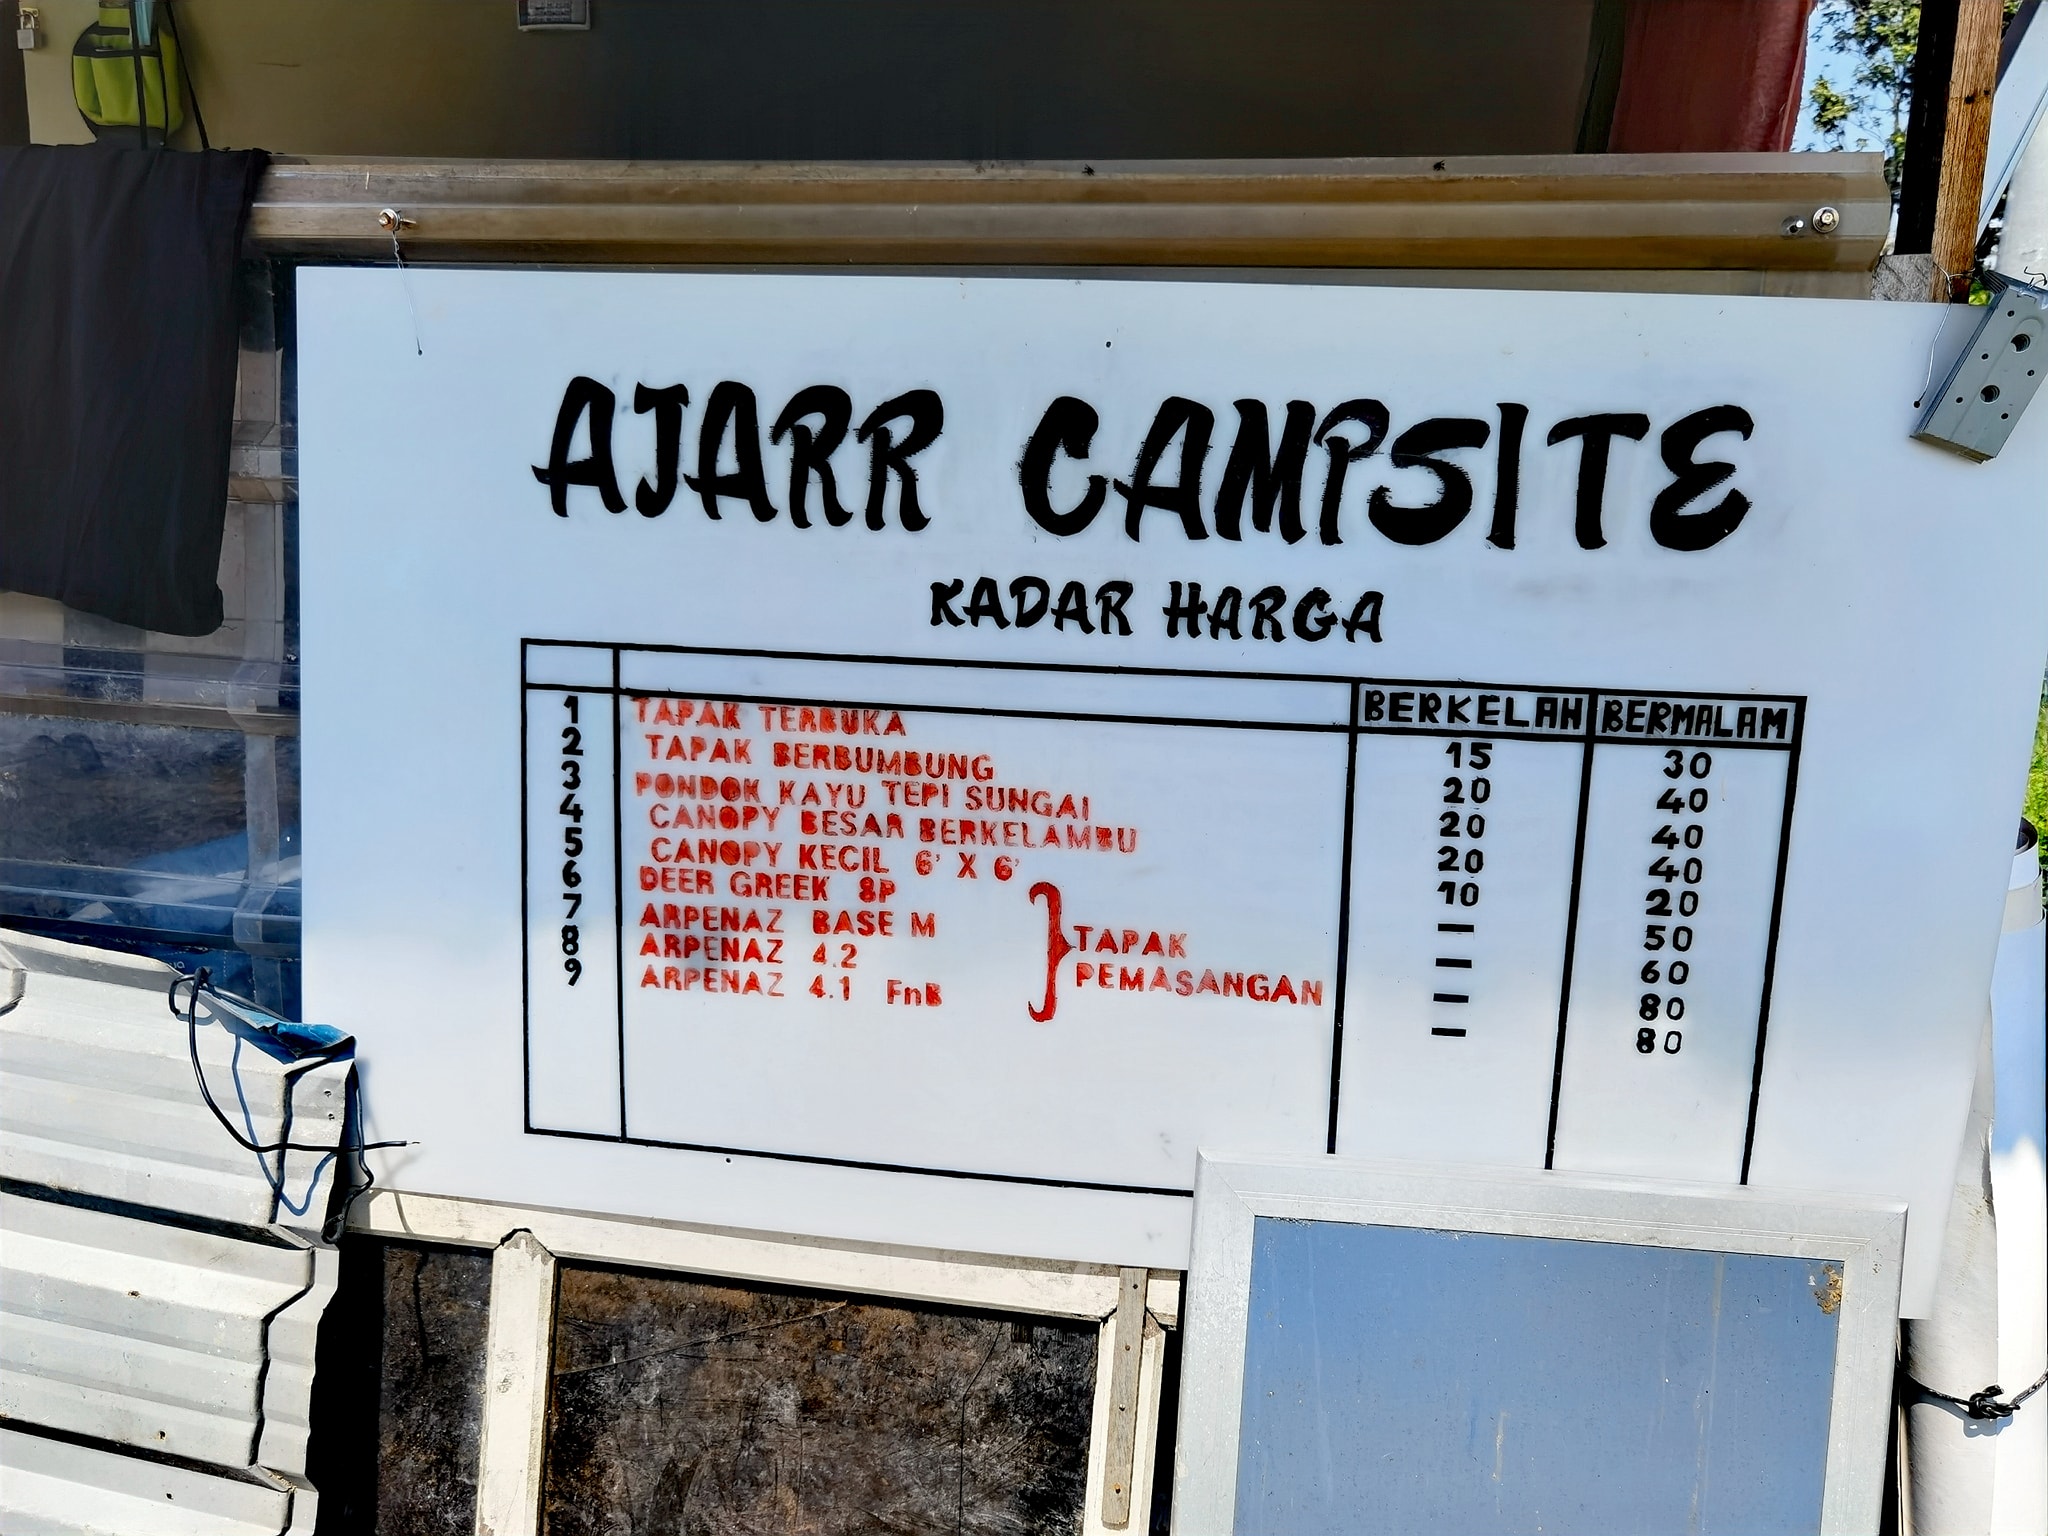 AJARR CAMPSITE
KADAR HARGA
BERKELAH BERMALAM
1 TAPAK TERBUKA 15 30
2 TAPAK BERBUMBUNG 20 40
3 PONDOK KAYU TEPI SUNGAI 20 40
4 CANOPY BESAR BERKELAMBU 20 40
5 CANOPY KECIL 6' X 6' 10 20
6 DEER GREEK 8P — 50
7 ARPENAZ BASE M — 60
8 ARPENAZ 4.2 — 80
9 ARPENAZ 4.1 FnB — 80
TAPAK
PEMASANGAN